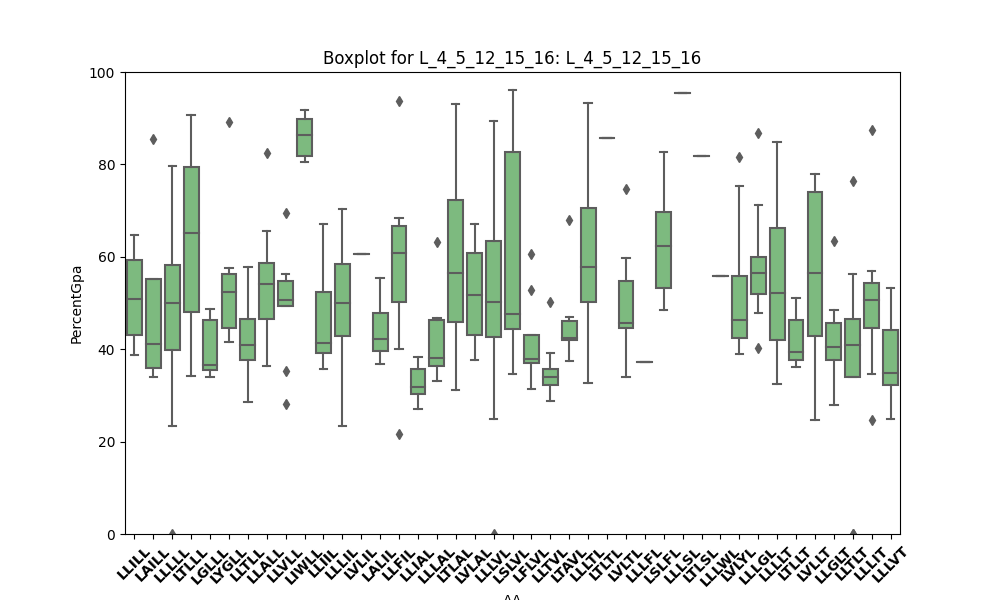 Boxplot for L_4_5_12_15_16: L_4_5_12_15_16
PercentGpa
100
80
60
40
20
0
LLILL
LAILL
LLLLL
LTLLL
LGLLL
LYGLL
LLTLL
LLALL
LLVLL
LIWLL
LLIIL
LLLIL
LVLIL
LALIL
LLFIL
LLIAL
LLLAL
LTLAL
LVLAL
LLLVL
LSLVL
LFLVL
LLTVL
LTAVL
LLLTL
LTLTL
LVLTL
LLLFL
LSLFL
LLLSL
LTLSL
LLLWL
LVLYL
LLLGL
LLLLT
LTLLT
LVLLT
LLGLT
LLTLT
LLLIT
LLLVT
AA